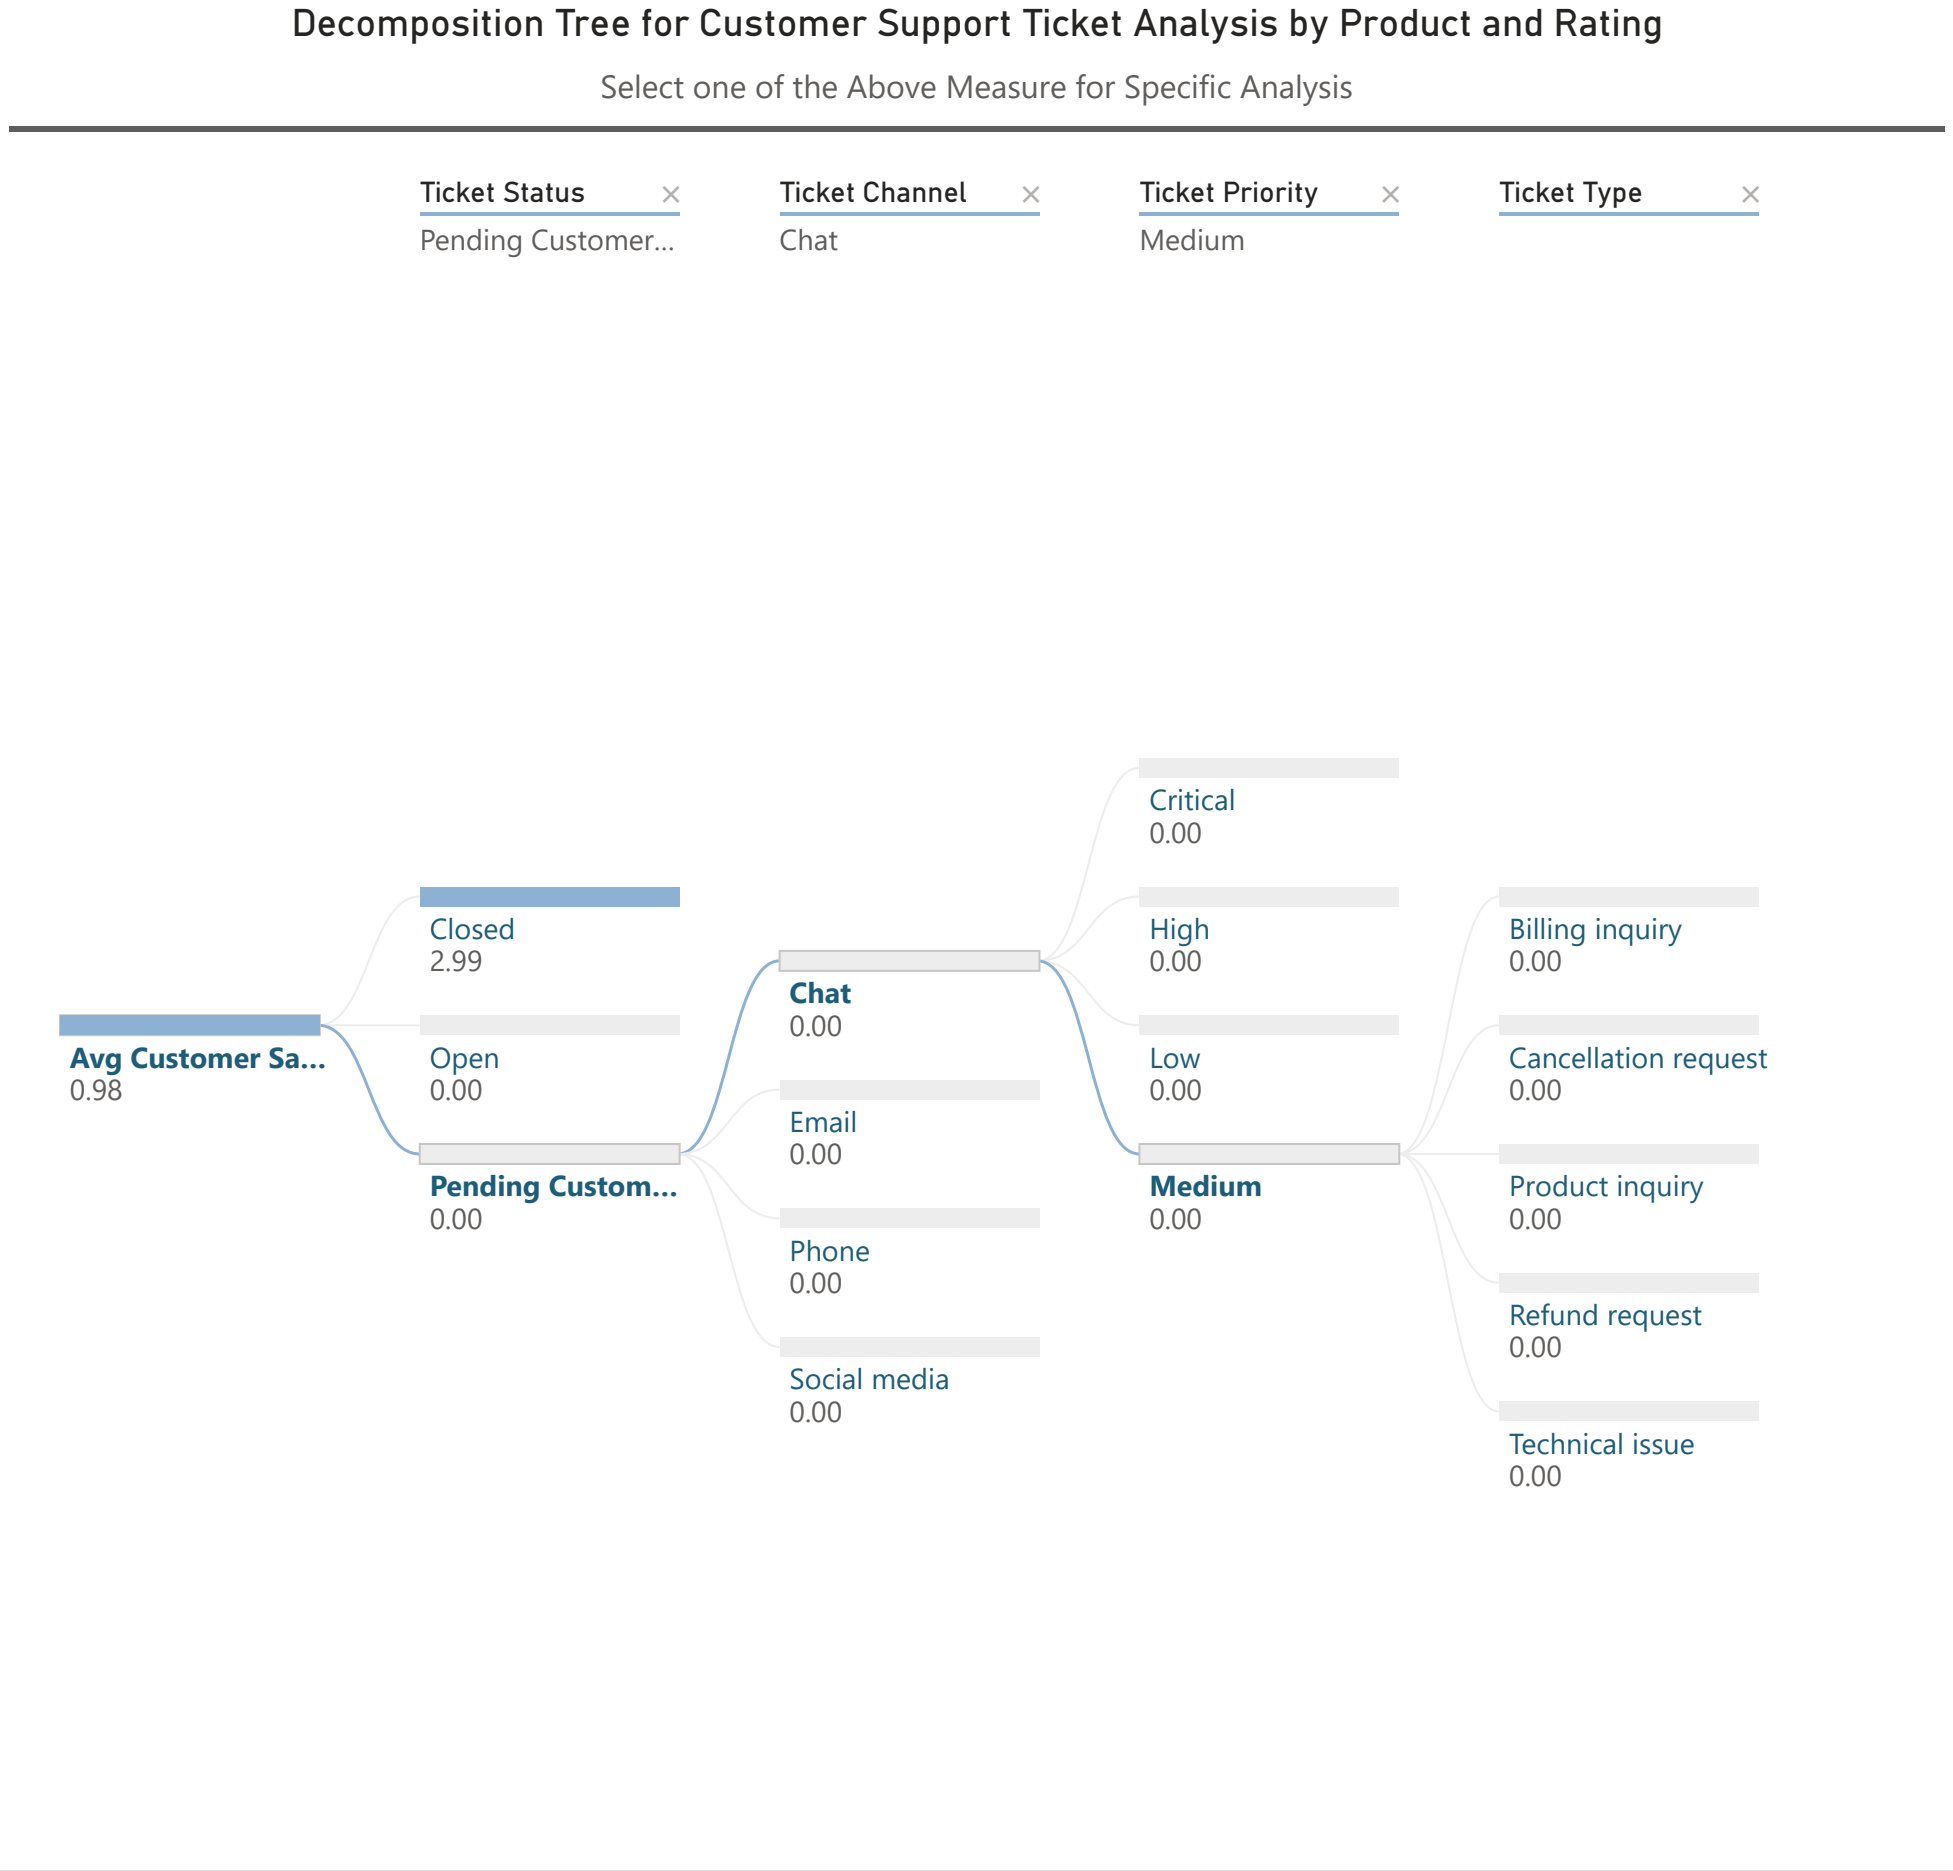 Decomposition Tree for Customer Support Ticket Analysis by Product and Rating
Select one of the Above Measure for Specific Analysis
Ticket Status
Pending Customer...
Ticket Channel
Chat
Ticket Priority
Medium
Ticket Type
Avg Customer Sa...
0.98
Closed
2.99
Open
0.00
Pending Custom...
0.00
Chat
0.00
Email
0.00
Phone
0.00
Social media
0.00
Critical
0.00
High
0.00
Low
0.00
Medium
0.00
Billing inquiry
0.00
Cancellation request
0.00
Product inquiry
0.00
Refund request
0.00
Technical issue
0.00